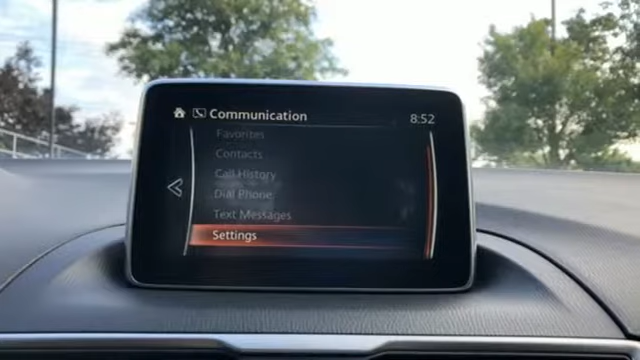 Communication 8:52
Favorites
Contacts
Call History
Dial Phone
Text Messages
Settings